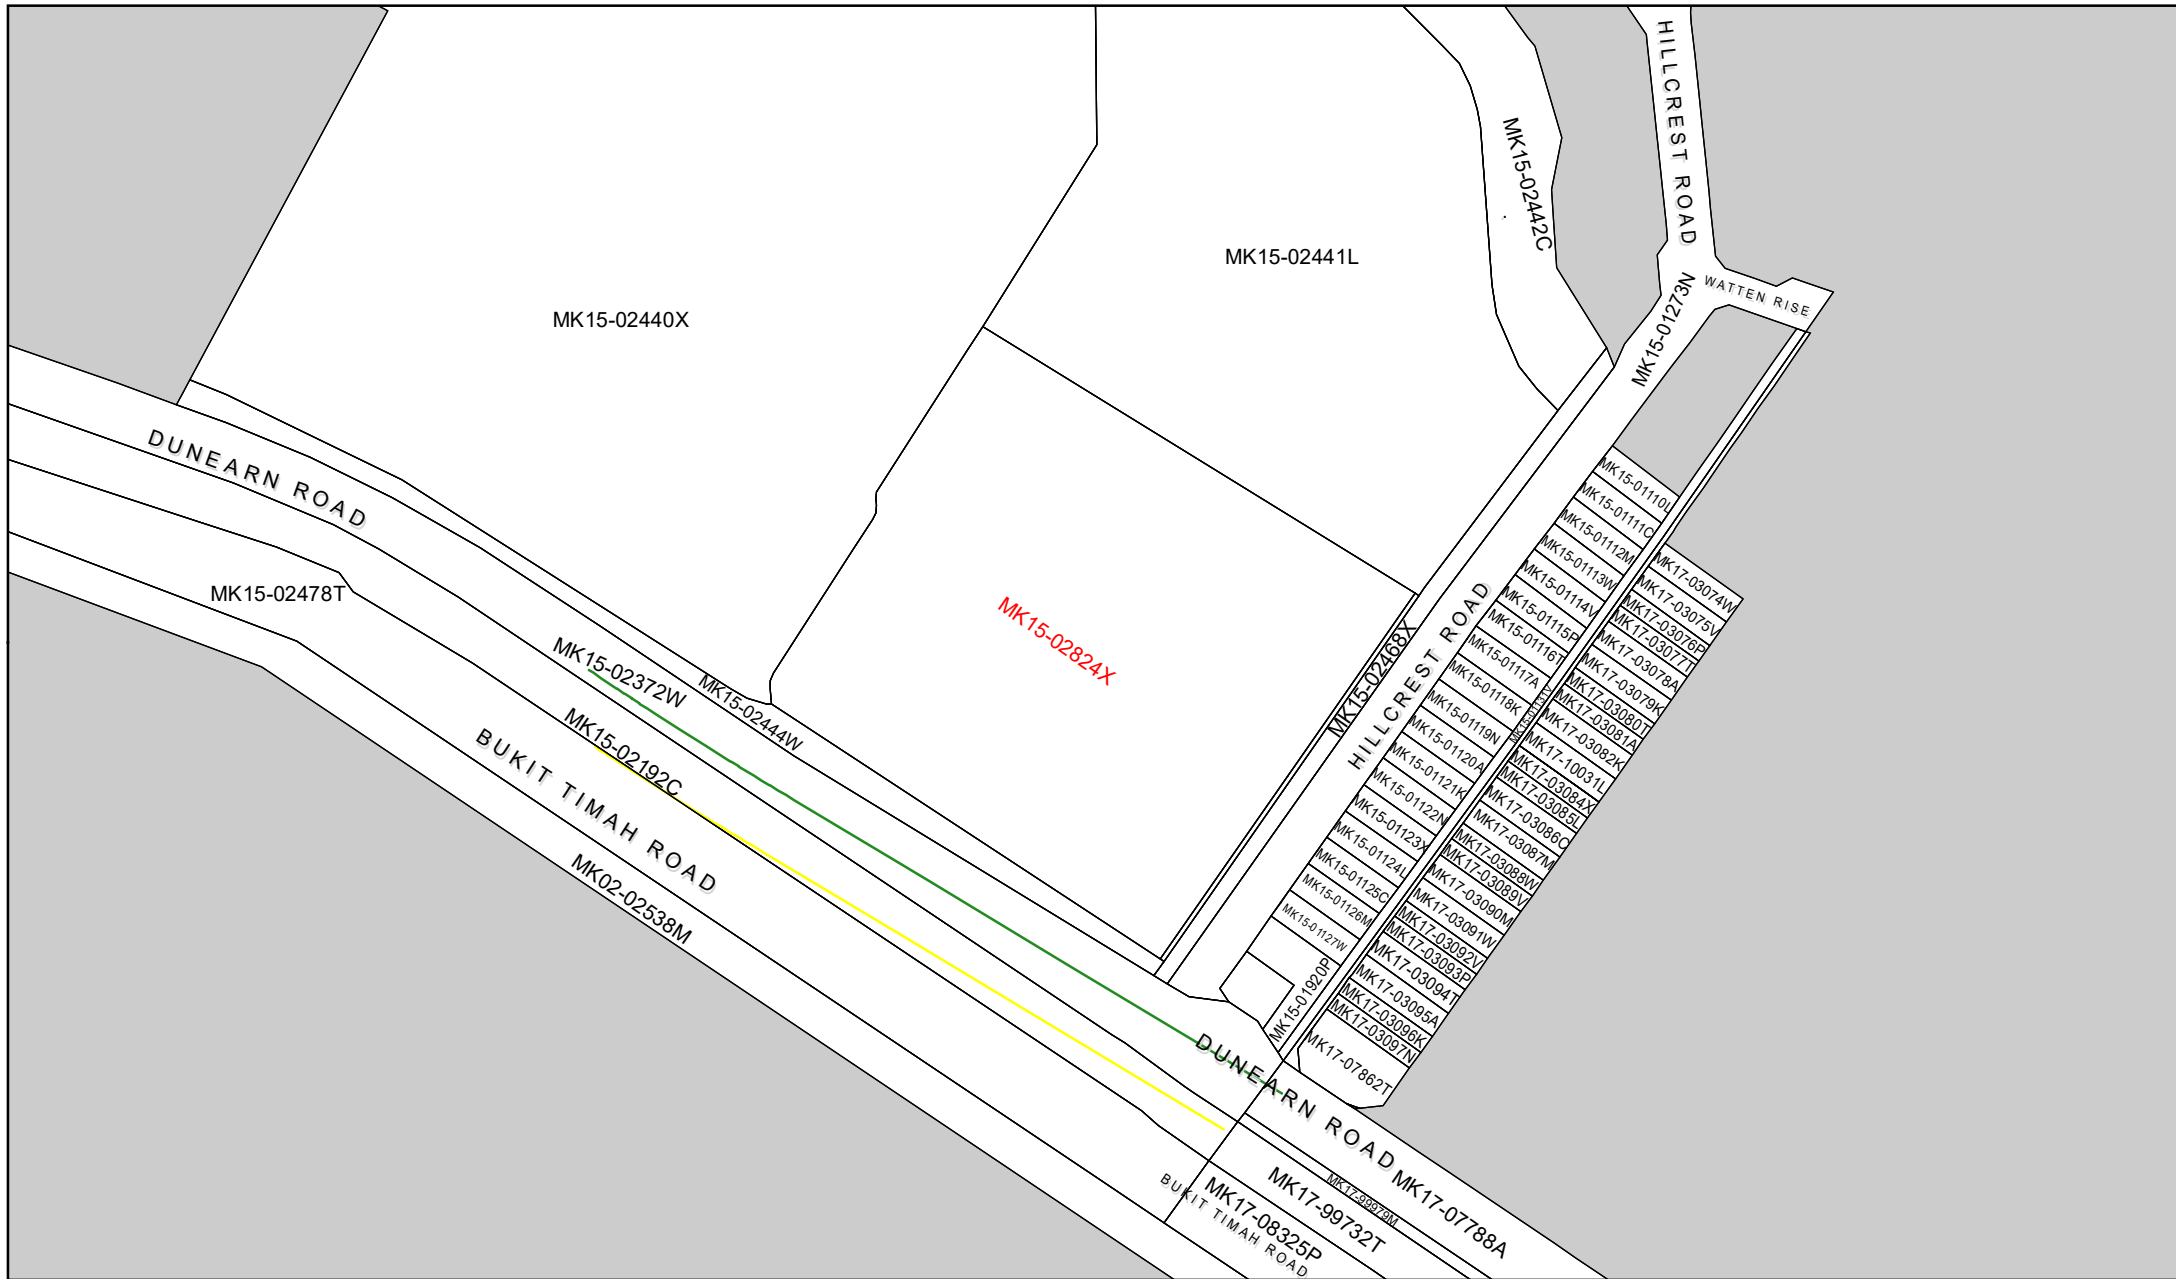 HILLCREST ROAD
MK15-02442C
MK15-02441L
MK15-01273N
WATTEN RISE
MK15-02440X
DUNEARN ROAD
MK15-02478T
MK15-02824X
MK15-02468X
HILLCREST ROAD
MK15-02372W
MK15-02444W
MK15-02192C
BUKIT TIMAH ROAD
MK02-02538M
MK15-01110L
MK15-01111C
MK15-01112M
MK15-01113W
MK15-01114V
MK15-01115P
MK15-01116T
MK15-01117A
MK15-01118K
MK15-01119N
MK15-01120A
MK15-01121K
MK15-01122N
MK15-01123X
MK15-01124L
MK15-01125C
MK15-01126M
MK15-01127W
MK15-01920P
MK15-01131V
MK17-03074W
MK17-03075V
MK17-03076P
MK17-03077T
MK17-03078A
MK17-03079K
MK17-03080T
MK17-03081A
MK17-03082K
MK17-10031L
MK17-03084X
MK17-03085L
MK17-03086C
MK17-03087M
MK17-03088W
MK17-03089V
MK17-03090M
MK17-03091W
MK17-03092V
MK17-03093P
MK17-03094T
MK17-03095A
MK17-03096K
MK17-03097N
MK17-07862T
DUNEARN ROAD
MK17-07788A
MK17-99979M
MK17-99732T
MK17-08325P
BUKIT TIMAH ROAD